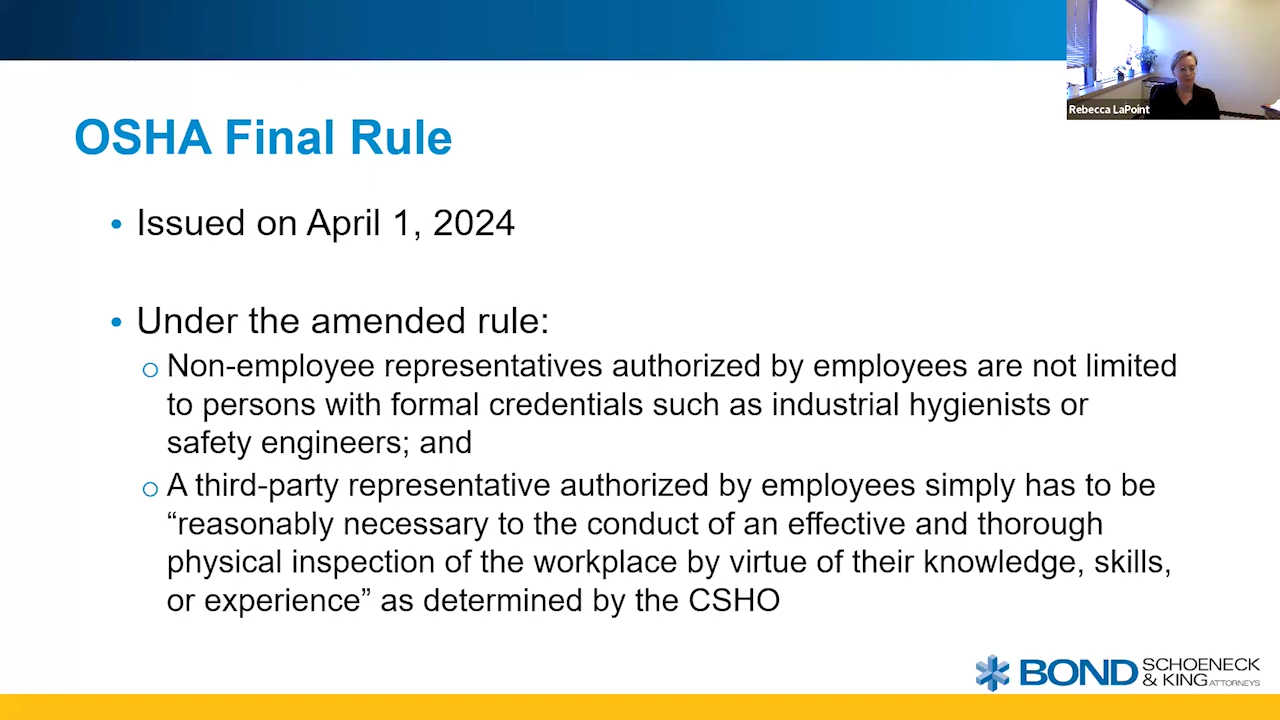 Rebecca LaPoint
OSHA Final Rule
• Issued on April 1, 2024
• Under the amended rule:
o Non-employee representatives authorized by employees are not limited
to persons with formal credentials such as industrial hygienists or
safety engineers; and
o A third-party representative authorized by employees simply has to be
“reasonably necessary to the conduct of an effective and thorough
physical inspection of the workplace by virtue of their knowledge, skills,
or experience” as determined by the CSHO
BOND SCHOENECK
& KING ATTORNEYS